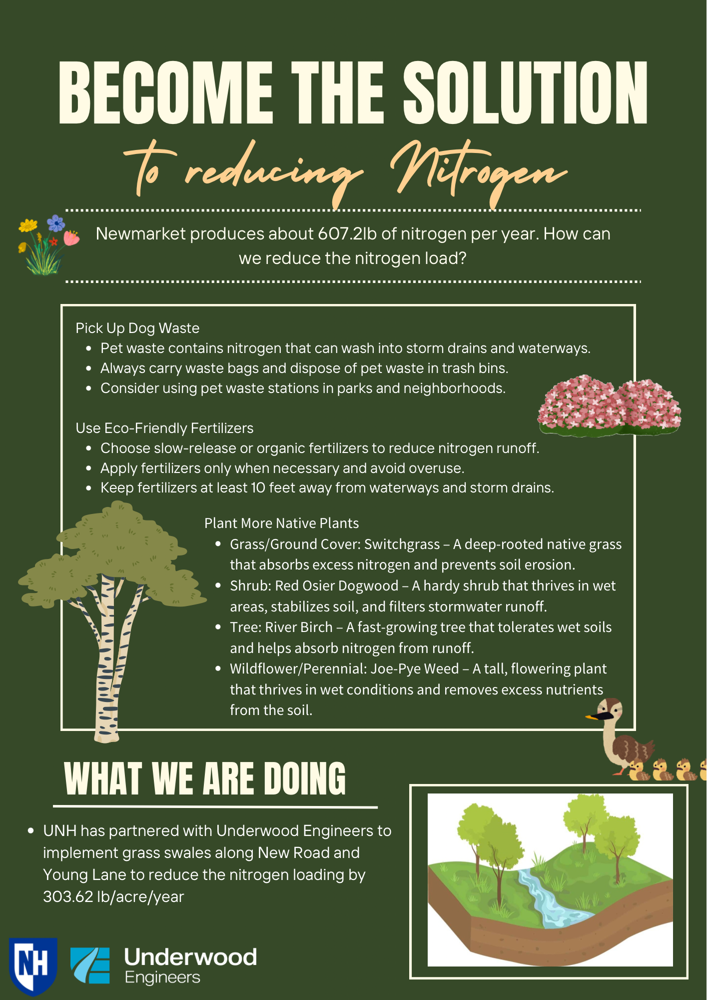 BECOME THE SOLUTION
to reducing Nitrogen
Newmarket produces about 607.2lb of nitrogen per year. How can
we reduce the nitrogen load?
Pick Up Dog Waste
• Pet waste contains nitrogen that can wash into storm drains and waterways.
• Always carry waste bags and dispose of pet waste in trash bins.
• Consider using pet waste stations in parks and neighborhoods.
Use Eco-Friendly Fertilizers
• Choose slow-release or organic fertilizers to reduce nitrogen runoff.
• Apply fertilizers only when necessary and avoid overuse.
• Keep fertilizers at least 10 feet away from waterways and storm drains.
Plant More Native Plants
• Grass/Ground Cover: Switchgrass – A deep-rooted native grass
that absorbs excess nitrogen and prevents soil erosion.
• Shrub: Red Osier Dogwood – A hardy shrub that thrives in wet
areas, stabilizes soil, and filters stormwater runoff.
• Tree: River Birch – A fast-growing tree that tolerates wet soils
and helps absorb nitrogen from runoff.
• Wildflower/Perennial: Joe-Pye Weed – A tall, flowering plant
that thrives in wet conditions and removes excess nutrients
from the soil.
WHAT WE ARE DOING
• UNH has partnered with Underwood Engineers to
implement grass swales along New Road and
Young Lane to reduce the nitrogen loading by
303.62 lb/acre/year
NH
Underwood
Engineers